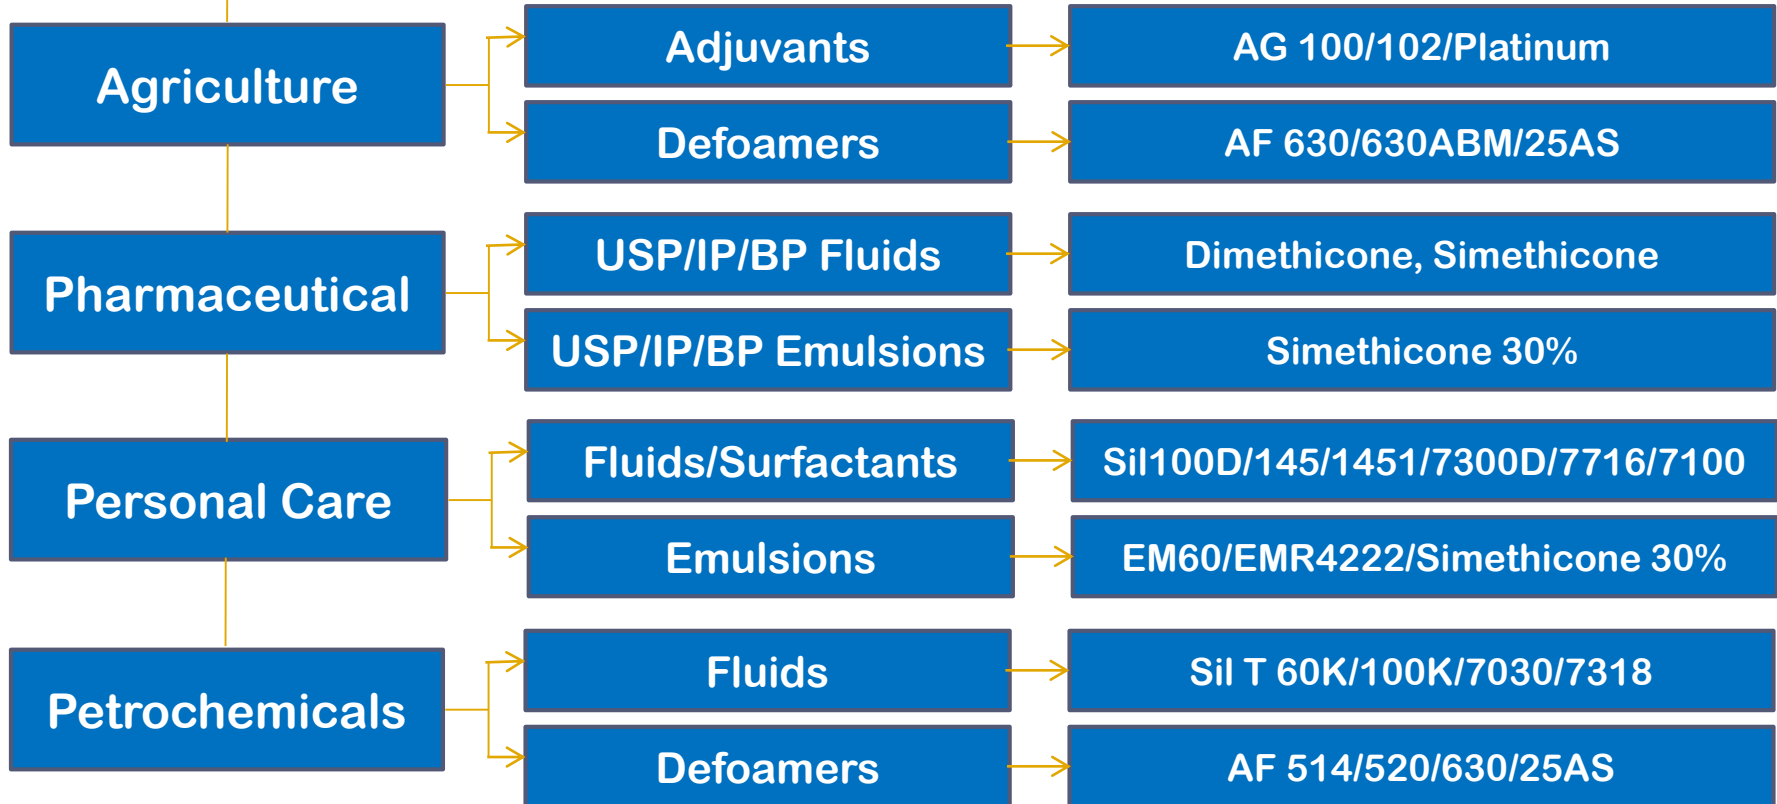 Agriculture
Adjuvants
AG 100/102/Platinum
Defoamers
AF 630/630ABM/25AS
Pharmaceutical
USP/IP/BP Fluids
Dimethicone, Simethicone
USP/IP/BP Emulsions
Simethicone 30%
Personal Care
Fluids/Surfactants
Sil100D/145/1451/7300D/7716/7100
Emulsions
EM60/EMR4222/Simethicone 30%
Petrochemicals
Fluids
Sil T 60K/100K/7030/7318
Defoamers
AF 514/520/630/25AS